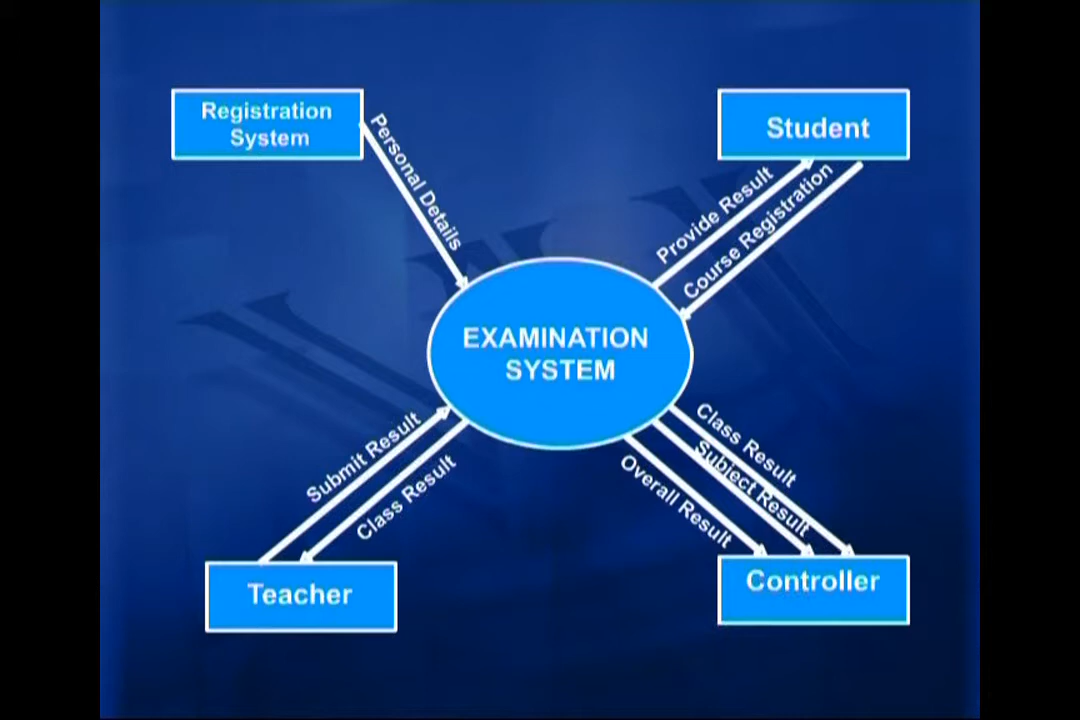 Registration
System
Student
Personal Details
Provide Result
Course Registration
EXAMINATION
SYSTEM
Submit Result
Class Result
Class Result
Subject Result
Overall Result
Teacher
Controller